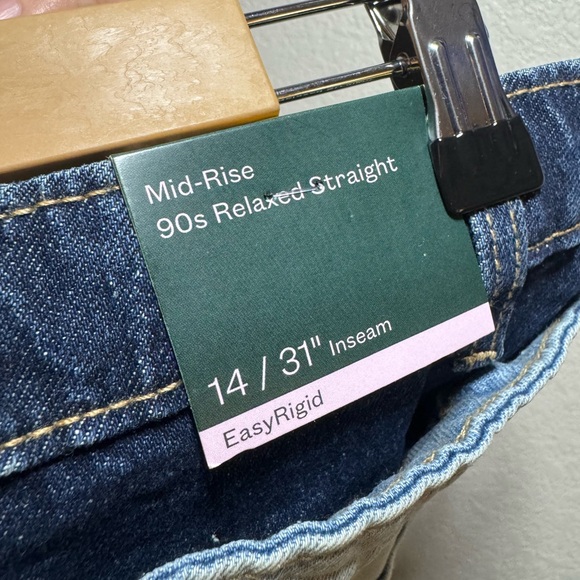 Mid-Rise
90s Relaxed Straight
14 / 31" Inseam
EasyRigid